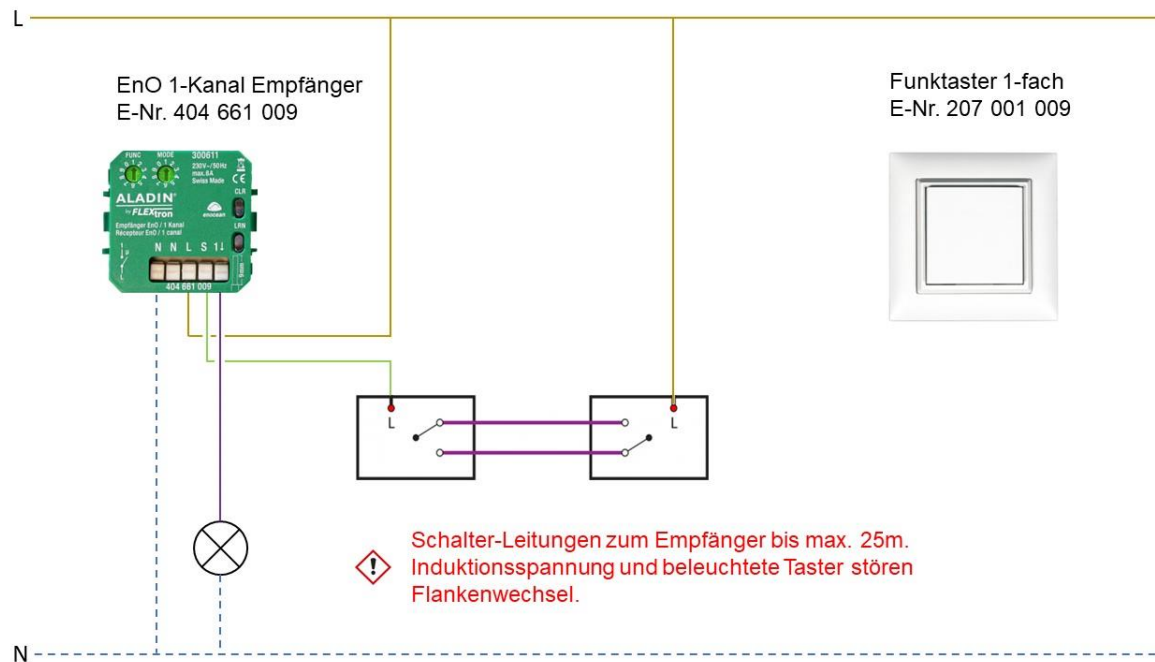 L
EnO 1-Kanal Empfänger
E-Nr. 404 661 009
Funktaster 1-fach
E-Nr. 207 001 009
FUNC MODE 300611
230V~/50Hz
max.6A
Swiss Made
CLR
ALADIN®
by FLEXtron
enocean
Empfänger EnO / 1 Kanal
Récepteur EnO / 1 canal
LRN
N N L S 1↓
9mm
404 661 009
L L
Schalter-Leitungen zum Empfänger bis max. 25m.
Induktionsspannung und beleuchtete Taster stören
Flankenwechsel.
N